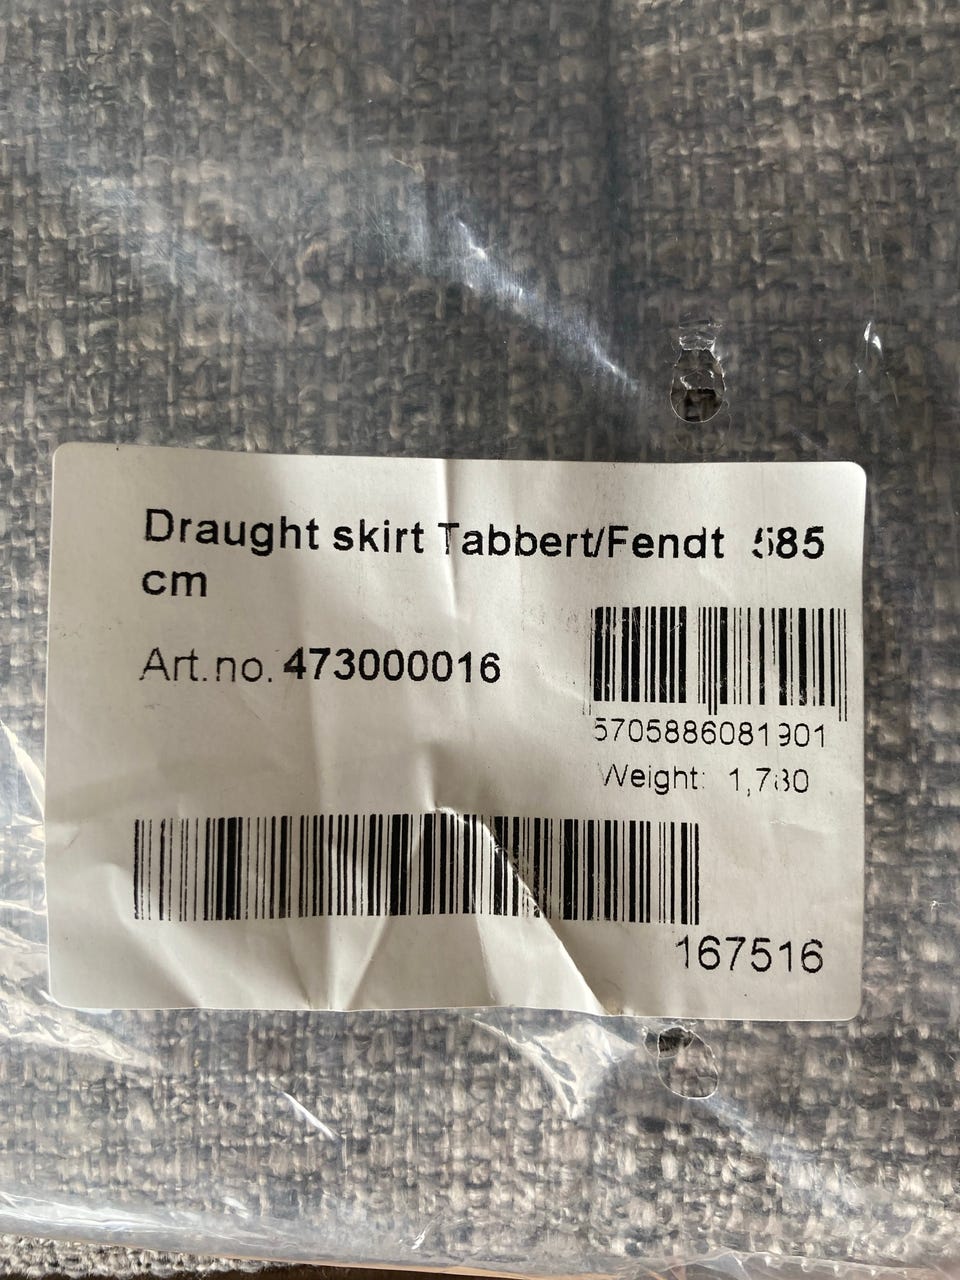 Draught skirt Tabbert/Fendt 585
cm
Art.no. 473000016
5705886081901
Weight: 1,780
167516